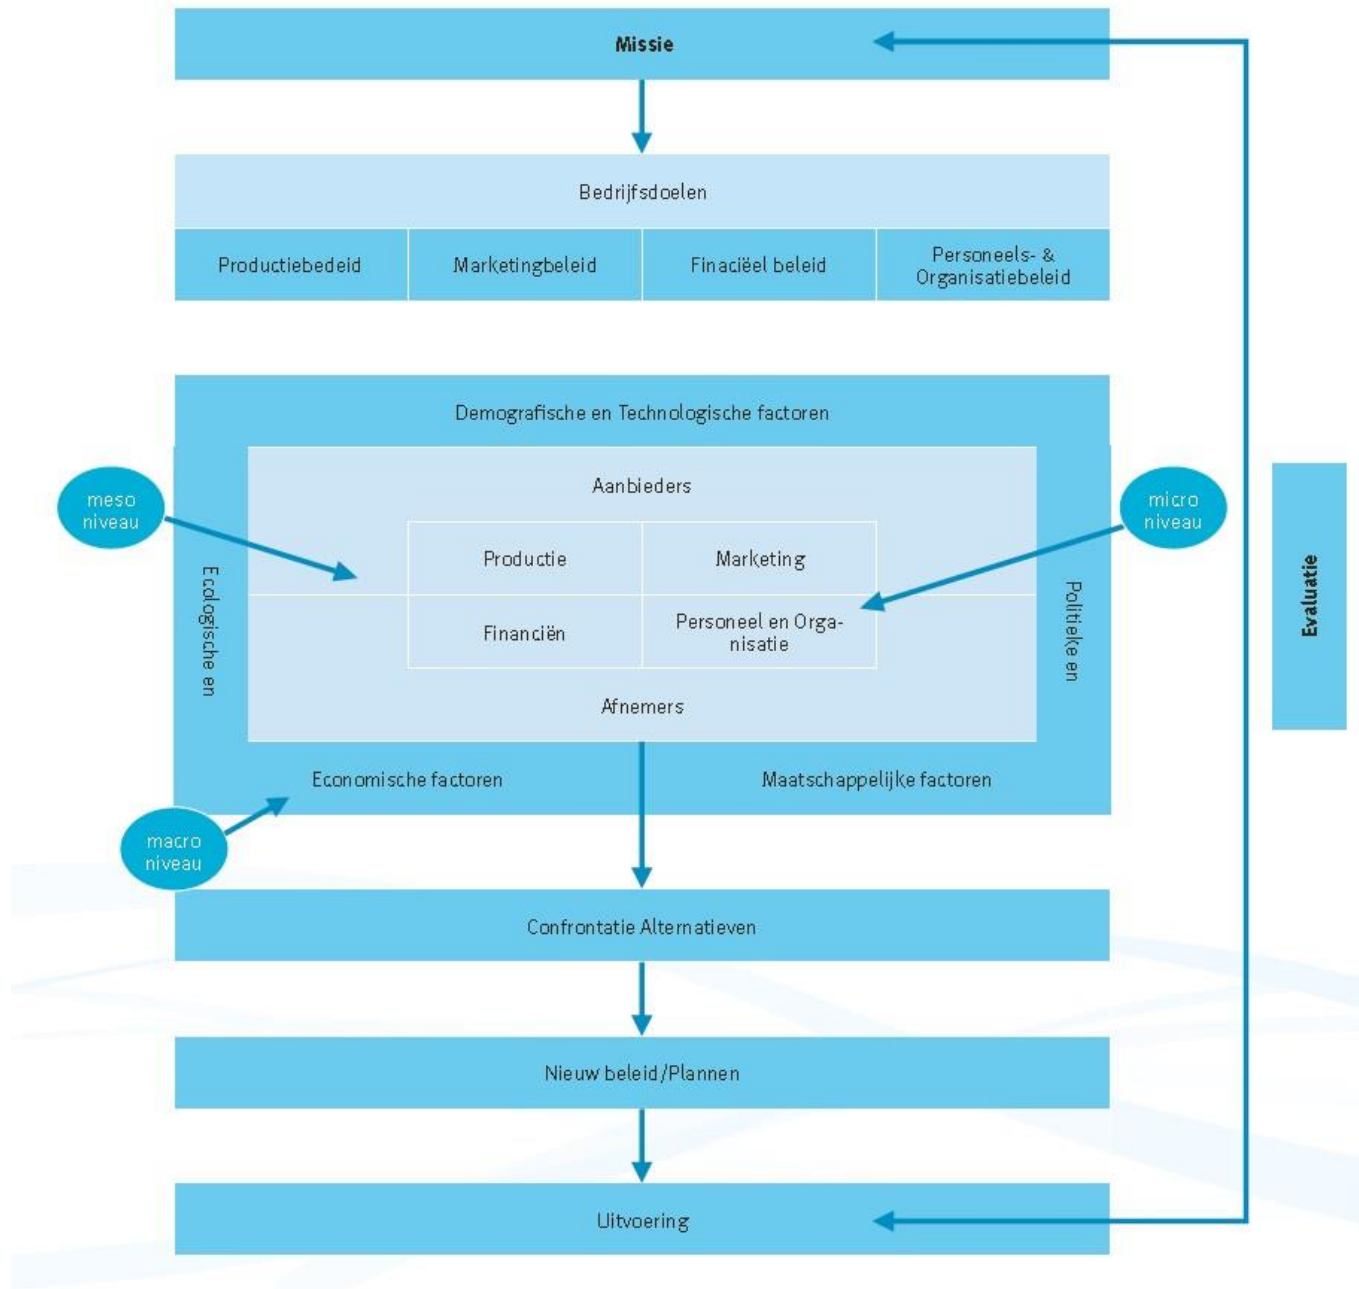 Missie
Bedrijfsdoelen
Productiebedeid
Marketingbeleid
Finaciëel beleid
Personeels- &
Organisatiebeleid
Demografische en Technologische factoren
meso
niveau
micro
niveau
Aanbieders
Productie
Marketing
Ecologische en
Politieke en
Evaluatie
Financiën
Personeel en Orga-
nisatie
Afnemers
Economische factoren
Maatschappelijke factoren
macro
niveau
Confrontatie Alternatieven
Nieuw beleid/Plannen
Uitvoering